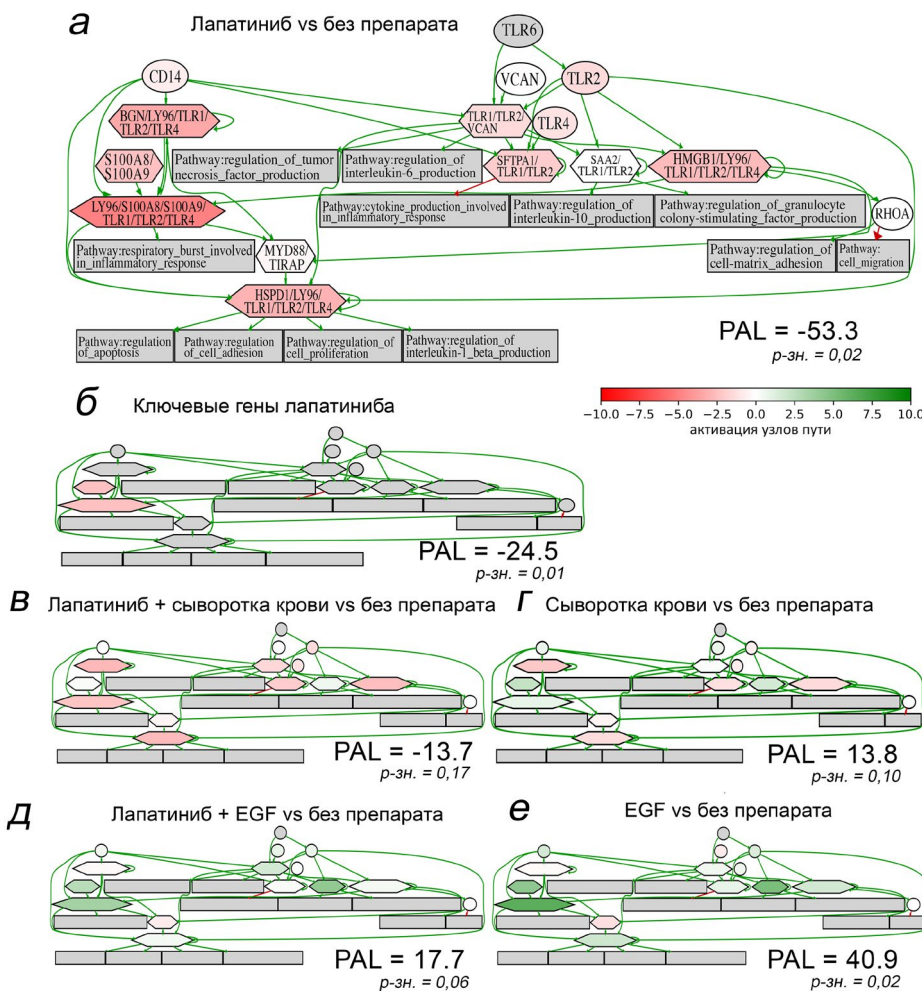 а
Лапатиниб vs без препарата
TLR6
CD14
VCAN
TLR2
BGN/LY96/TLR1/
TLR2/TLR4
TLR1/TLR2/
VCAN
TLR4
S100A8/
S100A9
Pathway:regulation_of_tumor
necrosis_factor_production
Pathway:regulation_of
interleukin-6_production
SFTPA1/
TLR1/TLR2
SAA2/
TLR1/TLR2
HMGB1/LY96/
TLR1/TLR2/TLR4
LY96/S100A8/S100A9/
TLR1/TLR2/TLR4
Pathway:cytokine_production_involved
in_inflammatory_response
Pathway:regulation_of
interleukin-10_production
Pathway:regulation_of_granulocyte
colony-stimulating_factor_production
RHOA
Pathway:respiratory_burst_involved
in_inflammatory_response
MYD88/
TIRAP
Pathway:regulation_of
cell-matrix_adhesion
Pathway:
cell_migration
HSPD1/LY96/
TLR1/TLR2/TLR4
Pathway:regulation
of_apoptosis
Pathway:regulation
of_cell_adhesion
Pathway:regulation_of
cell_proliferation
Pathway:regulation_of
interleukin-1_beta_production
PAL = -53.3
р-зн. = 0,02
б
Ключевые гены лапатиниба
−10.0 −7.5 −5.0 −2.5 0.0 2.5 5.0 7.5 10.0
активация узлов пути
PAL = -24.5
р-зн. = 0,01
в
Лапатиниб + сыворотка крови vs без препарата
PAL = -13.7
р-зн. = 0,17
г
Сыворотка крови vs без препарата
PAL = 13.8
р-зн. = 0,10
д
Лапатиниб + EGF vs без препарата
PAL = 17.7
р-зн. = 0,06
е
EGF vs без препарата
PAL = 40.9
р-зн. = 0,02